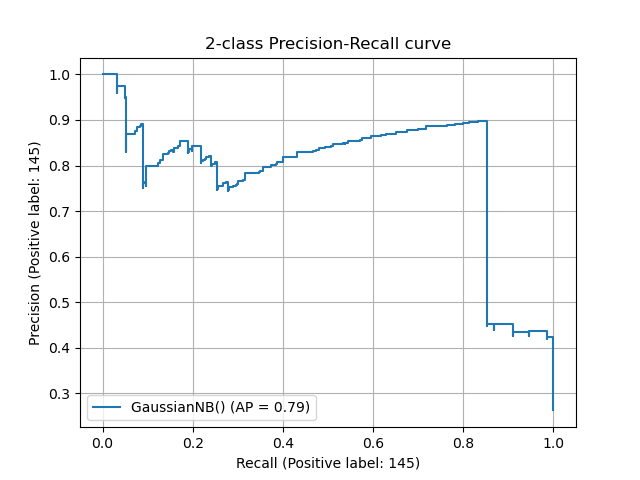 2-class Precision-Recall curve
Precision (Positive label: 145)
1.0
0.9
0.8
0.7
0.6
0.5
0.4
0.3
GaussianNB() (AP = 0.79)
0.0 0.2 0.4 0.6 0.8 1.0
Recall (Positive label: 145)